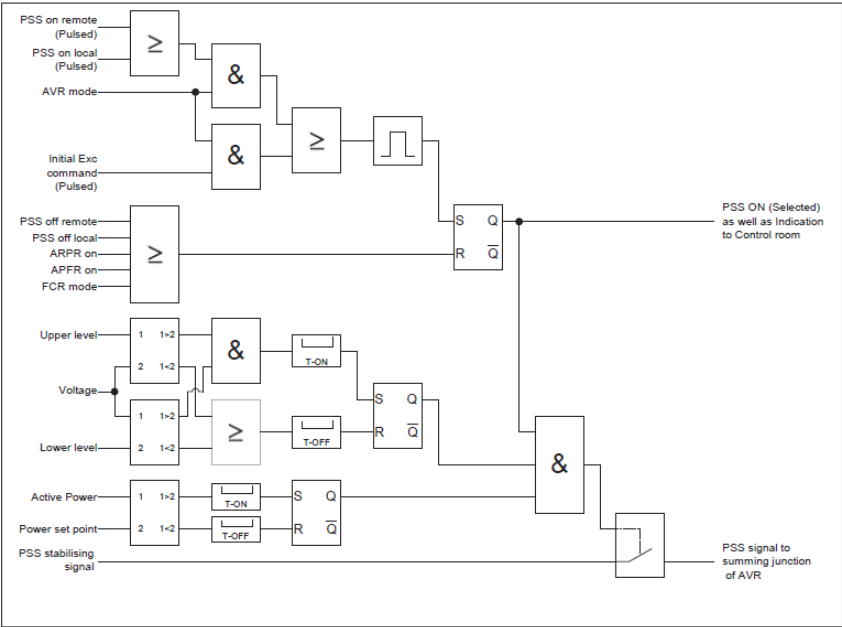 PSS on remote
(Pulsed)
≥
PSS on local
(Pulsed)
&
AVR mode
≥
&
Initial Exc
command
(Pulsed)
PSS off remote
S Q
PSS ON (Selected)
as well as Indication
to Control room
PSS off local
ARPR on
≥
R Q
APFR on
FCR mode
Upper level
1 1>2
&
T-ON
2 1<2
Voltage
S Q
1 1>2
≥
T-OFF
R Q
Lower level
2 1<2
&
Active Power
1 1>2
T-ON
S Q
Power set point
2 1<2
T-OFF
R Q
PSS stabilising
signal
PSS signal to
summing junction
of AVR